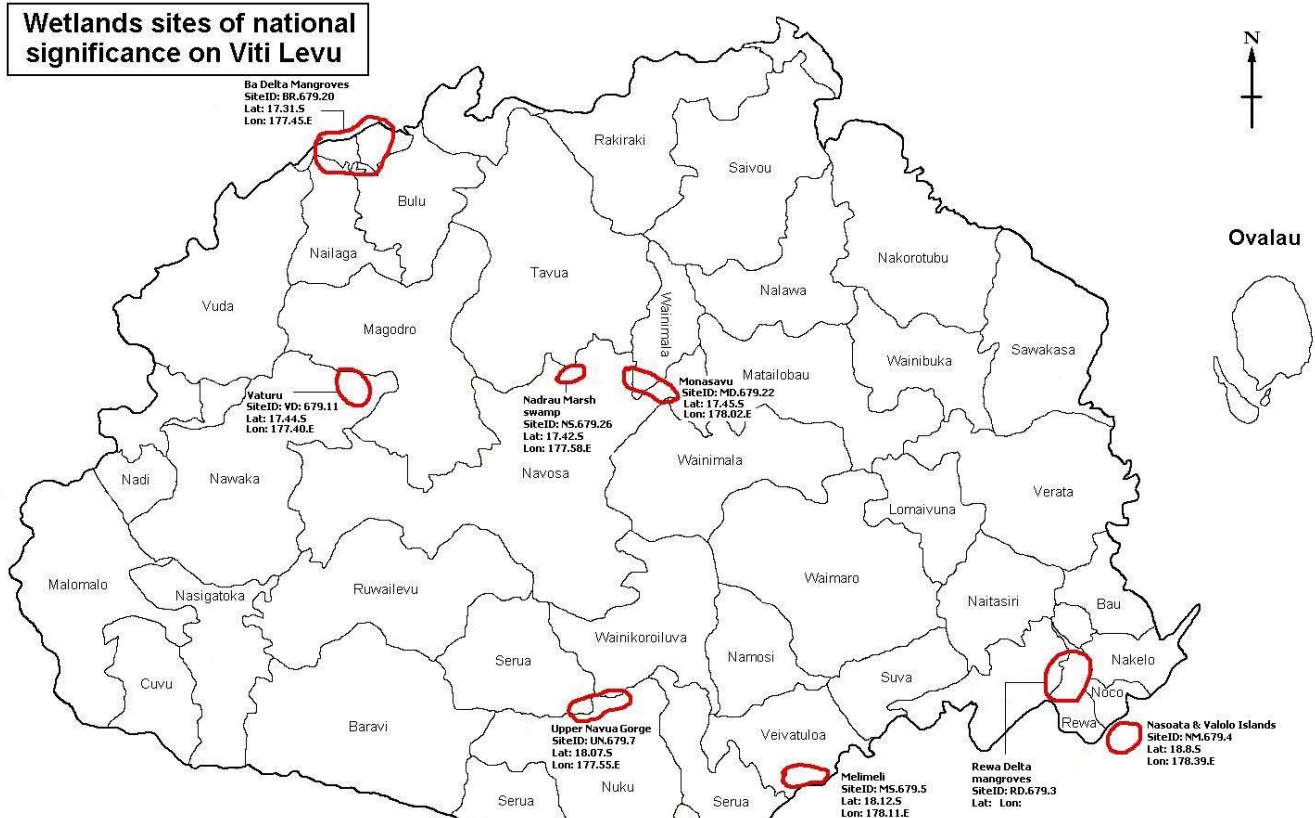 Wetlands sites of national
significance on Viti Levu
N
Ba Delta Mangroves
SiteID: BR.679.20
Lat: 17.31.S
Lon: 177.45.E
Rakiraki
Saivou
Bulu
Ovalau
Nailaga
Nakorotubu
Tavua
Nalawa
Vuda
Wainimala
Magodro
Sawakasa
Wainibuka
Matailobau
Vaturu
SiteID: VD: 679.11
Lat: 17.44.S
Lon: 177.40.E
Nadrau Marsh
swamp
SiteID: NS.679.26
Lat: 17.42.S
Lon: 177.58.E
Monasavu
SiteID: MD.679.22
Lat: 17.45.S
Lon: 178.02.E
Wainimala
Nadi
Nawaka
Navosa
Verata
Lomaivuna
Malomalo
Nasigatoka
Ruwailevu
Waimaro
Naitasiri
Bau
Wainikoroiluva
Serua
Namosi
Nakelo
Cuvu
Suva
Noco
Baravi
Rewa
Veivatuloa
Upper Navua Gorge
SiteID: UN.679.7
Lat: 18.07.S
Lon: 177.55.E
Nasoata & Valolo Islands
SiteID: NM.679.4
Lat: 18.8.S
Lon: 178.39.E
Rewa Delta
mangroves
SiteID: RD.679.3
Lat: Lon:
Melimeli
SiteID: MS.679.5
Lat: 18.12.S
Lon: 178.11.E
Nuku
Serua
Serua